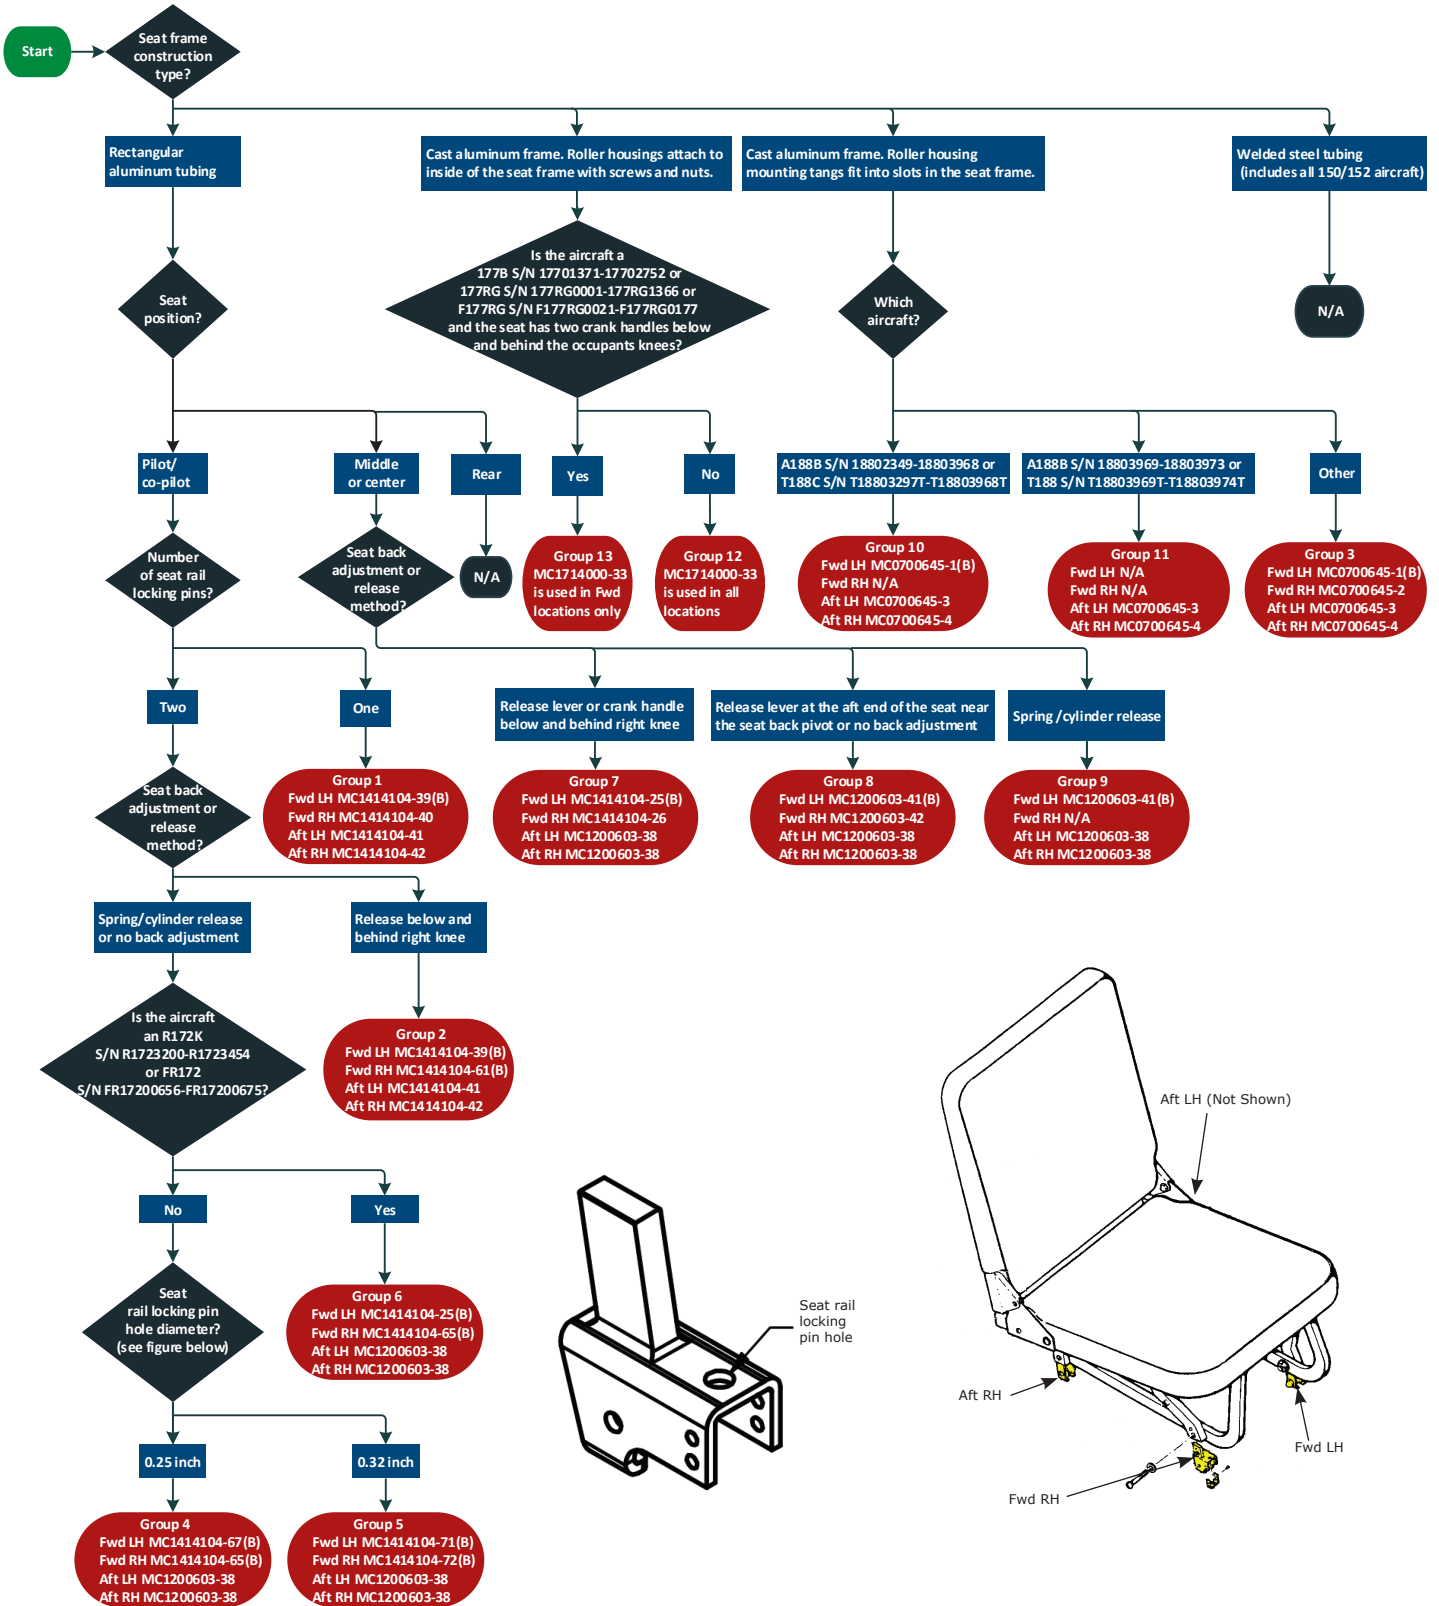 Start
Seat frame
construction
type?
Rectangular
aluminum tubing
Cast aluminum frame. Roller housings attach to
inside of the seat frame with screws and nuts.
Cast aluminum frame. Roller housing
mounting tangs fit into slots in the seat frame.
Welded steel tubing
(includes all 150/152 aircraft)
Seat
position?
Is the aircraft a
177B S/N 17701371-17702752 or
177RG S/N 177RG0001-177RG1366 or
F177RG S/N F177RG0021-F177RG0177
and the seat has two crank handles below
and behind the occupants knees?
Which
aircraft?
N/A
Pilot/
co-pilot
Middle
or center
Rear
Yes
No
A188B S/N 18802349-18803968 or
T188C S/N T18803297T-T18803968T
A188B S/N 18803969-18803973 or
T188 S/N T18803969T-T18803974T
Other
Number
of seat rail
locking pins?
Seat back
adjustment or
release
method?
N/A
Group 13
MC1714000-33
is used in Fwd
locations only
Group 12
MC1714000-33
is used in all
locations
Group 10
Fwd LH MC0700645-1(B)
Fwd RH N/A
Aft LH MC0700645-3
Aft RH MC0700645-4
Group 11
Fwd LH N/A
Fwd RH N/A
Aft LH MC0700645-3
Aft RH MC0700645-4
Group 3
Fwd LH MC0700645-1(B)
Fwd RH MC0700645-2
Aft LH MC0700645-3
Aft RH MC0700645-4
Two
One
Release lever or crank handle
below and behind right knee
Release lever at the aft end of the seat near
the seat back pivot or no back adjustment
Spring /cylinder release
Seat back
adjustment or
release
method?
Group 1
Fwd LH MC1414104-39(B)
Fwd RH MC1414104-40
Aft LH MC1414104-41
Aft RH MC1414104-42
Group 7
Fwd LH MC1414104-25(B)
Fwd RH MC1414104-26
Aft LH MC1200603-38
Aft RH MC1200603-38
Group 8
Fwd LH MC1200603-41(B)
Fwd RH MC1200603-42
Aft LH MC1200603-38
Aft RH MC1200603-38
Group 9
Fwd LH MC1200603-41(B)
Fwd RH N/A
Aft LH MC1200603-38
Aft RH MC1200603-38
Spring/cylinder release
or no back adjustment
Release below and
behind right knee
Is the aircraft
an R172K
S/N R1723200-R1723454
or FR172
S/N FR17200656-FR17200675?
Group 2
Fwd LH MC1414104-39(B)
Fwd RH MC1414104-61(B)
Aft LH MC1414104-41
Aft RH MC1414104-42
No
Yes
Seat
rail locking pin
hole diameter?
(see figure below)
Group 6
Fwd LH MC1414104-25(B)
Fwd RH MC1414104-65(B)
Aft LH MC1200603-38
Aft RH MC1200603-38
0.25 inch
0.32 inch
Group 4
Fwd LH MC1414104-67(B)
Fwd RH MC1414104-65(B)
Aft LH MC1200603-38
Aft RH MC1200603-38
Group 5
Fwd LH MC1414104-71(B)
Fwd RH MC1414104-72(B)
Aft LH MC1200603-38
Aft RH MC1200603-38
Seat rail
locking
pin hole
Aft LH (Not Shown)
Aft RH
Fwd LH
Fwd RH